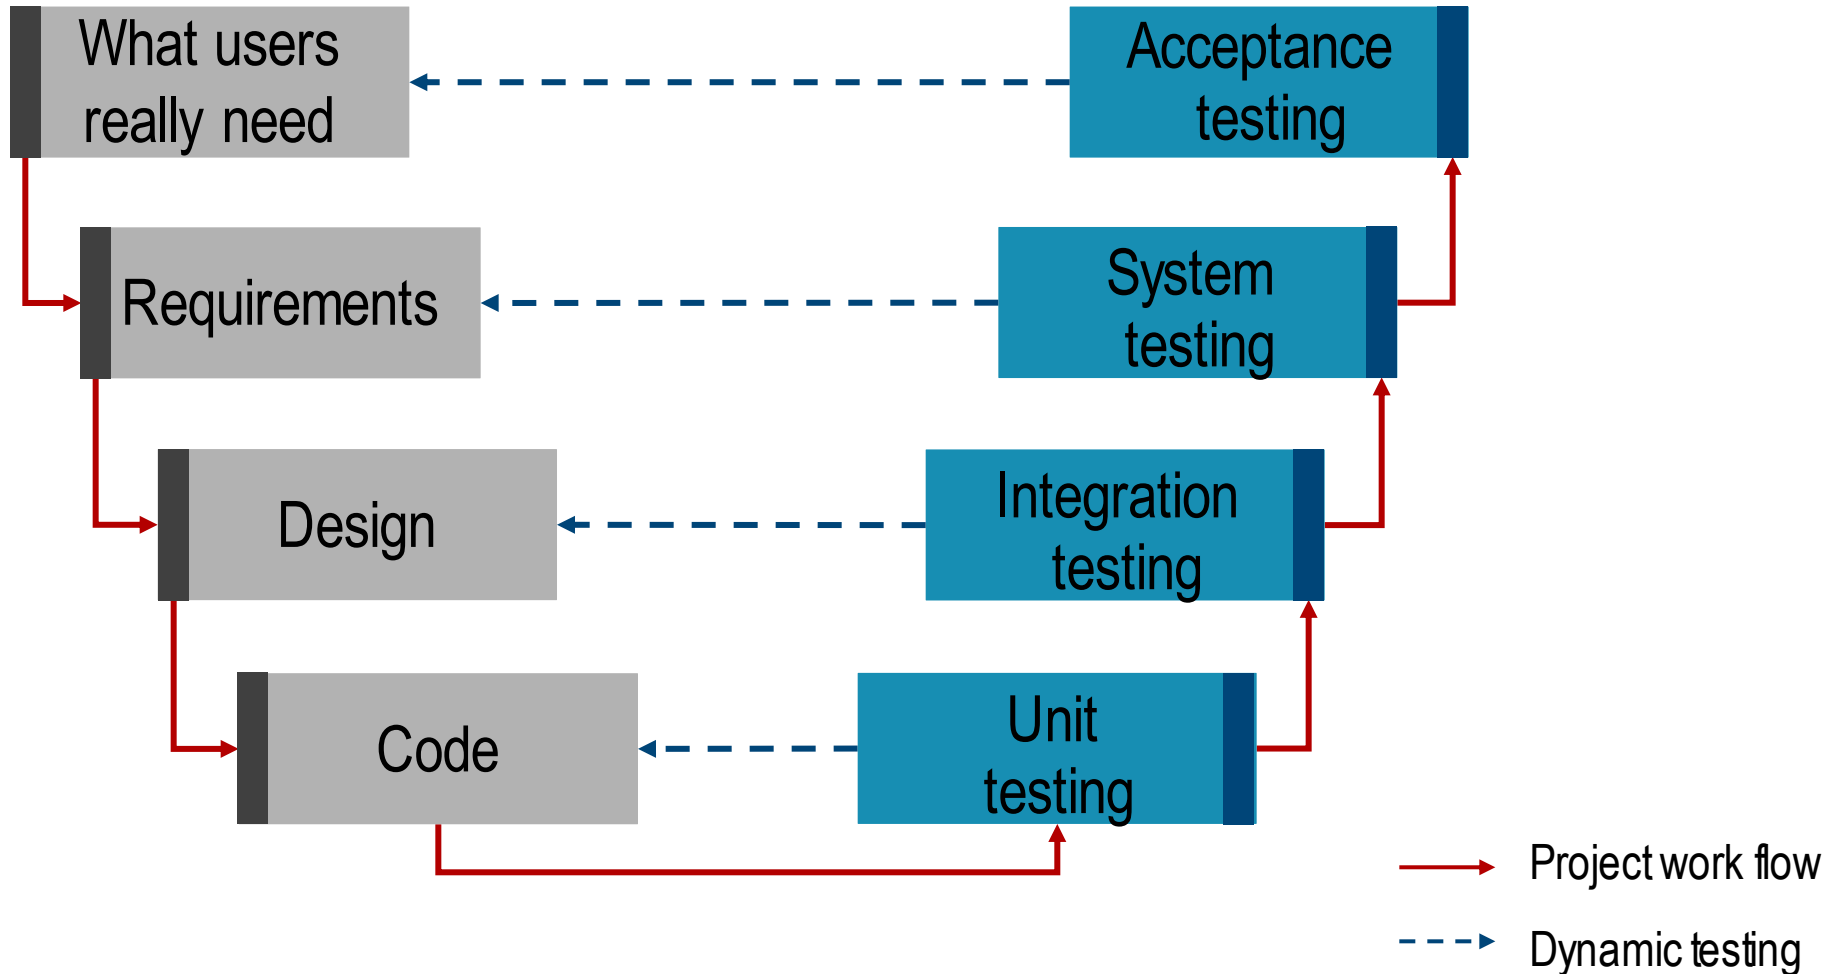 What users
really need
Acceptance
testing
Requirements
System
testing
Design
Integration
testing
Code
Unit
testing
Project work flow
Dynamic testing